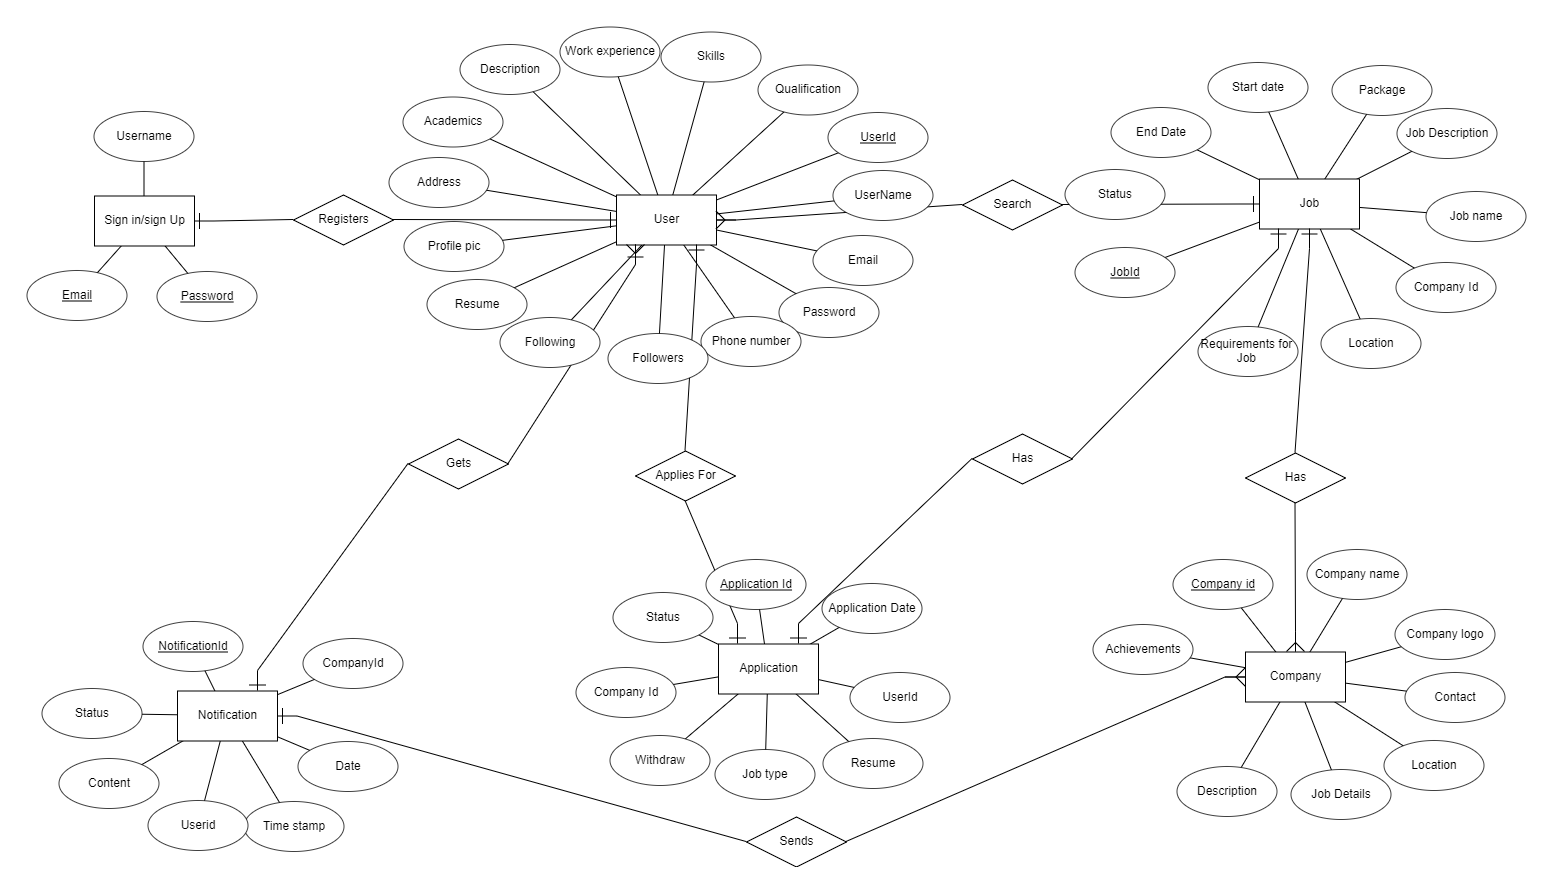 Work experience
Skills
Description
Qualification
Start date
Package
Academics
Username
UserId
End Date
Job Description
Address
UserName
Status
Sign in/sign Up
Registers
User
Search
Job
Job name
Profile pic
Email
JobId
Company Id
Email
Password
Resume
Password
Following
Followers
Phone number
Requirements for
Job
Location
Gets
Applies For
Has
Has
Application Id
Company id
Company name
Status
Application Date
NotificationId
CompanyId
Achievements
Company logo
Application
Company
Company Id
UserId
Contact
Status
Notification
Content
Date
Withdraw
Job type
Resume
Location
Description
Job Details
Userid
Time stamp
Sends